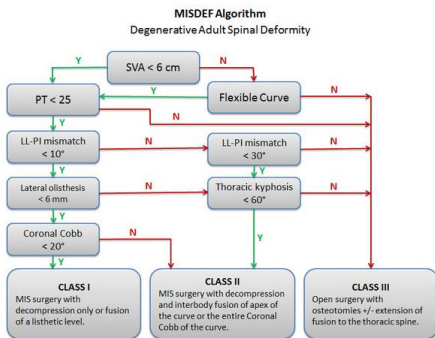 MISDEF Algorithm
Degenerative Adult Spinal Deformity
Y
SVA < 6 cm
N
PT < 25
Y
Flexible Curve
N
N
Y
LL-PI mismatch
< 10°
N
LL-PI mismatch
< 30°
N
Y
Y
Lateral olisthesis
< 6 mm
N
Thoracic kyphosis
< 60°
N
Y
Coronal Cobb
< 20°
N
Y
Y
CLASS I
MIS surgery with
decompression only or fusion
of a listhetic level.
CLASS II
MIS surgery with decompression
and interbody fusion of apex of
the curve or the entire Coronal
Cobb of the curve.
CLASS III
Open surgery with
osteotomies +/- extension of
fusion to the thoracic spine.